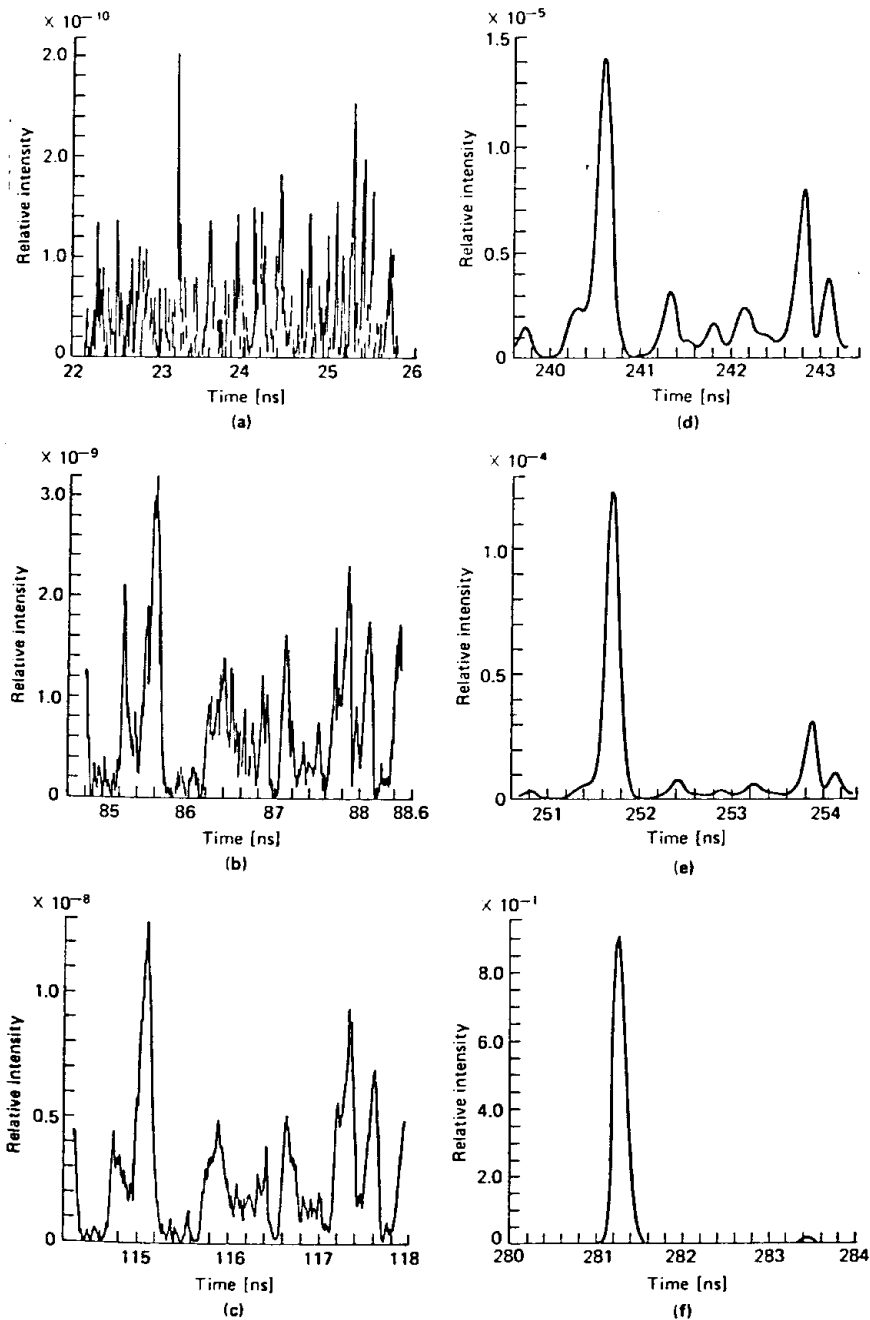 × 10⁻¹⁰
2.0
2.0
1.0
0
Relative intensity
22 23 24 25 26
Time [ns]
(a)
× 10⁻⁵
1.5
1.0
0.5
0
Relative intensity
240 241 242 243
Time [ns]
(d)
× 10⁻⁹
3.0
2.0
1.0
0
Relative intensity
85 86 87 88 88.6
Time [ns]
(b)
× 10⁻⁴
1.0
0.5
0
Relative intensity
251 252 253 254
Time [ns]
(e)
× 10⁻⁸
1.0
0.5
0
Relative intensity
115 116 117 118
Time [ns]
(c)
× 10⁻¹
8.0
6.0
4.0
2.0
0
Relative intensity
280 281 282 283 284
Time [ns]
(f)